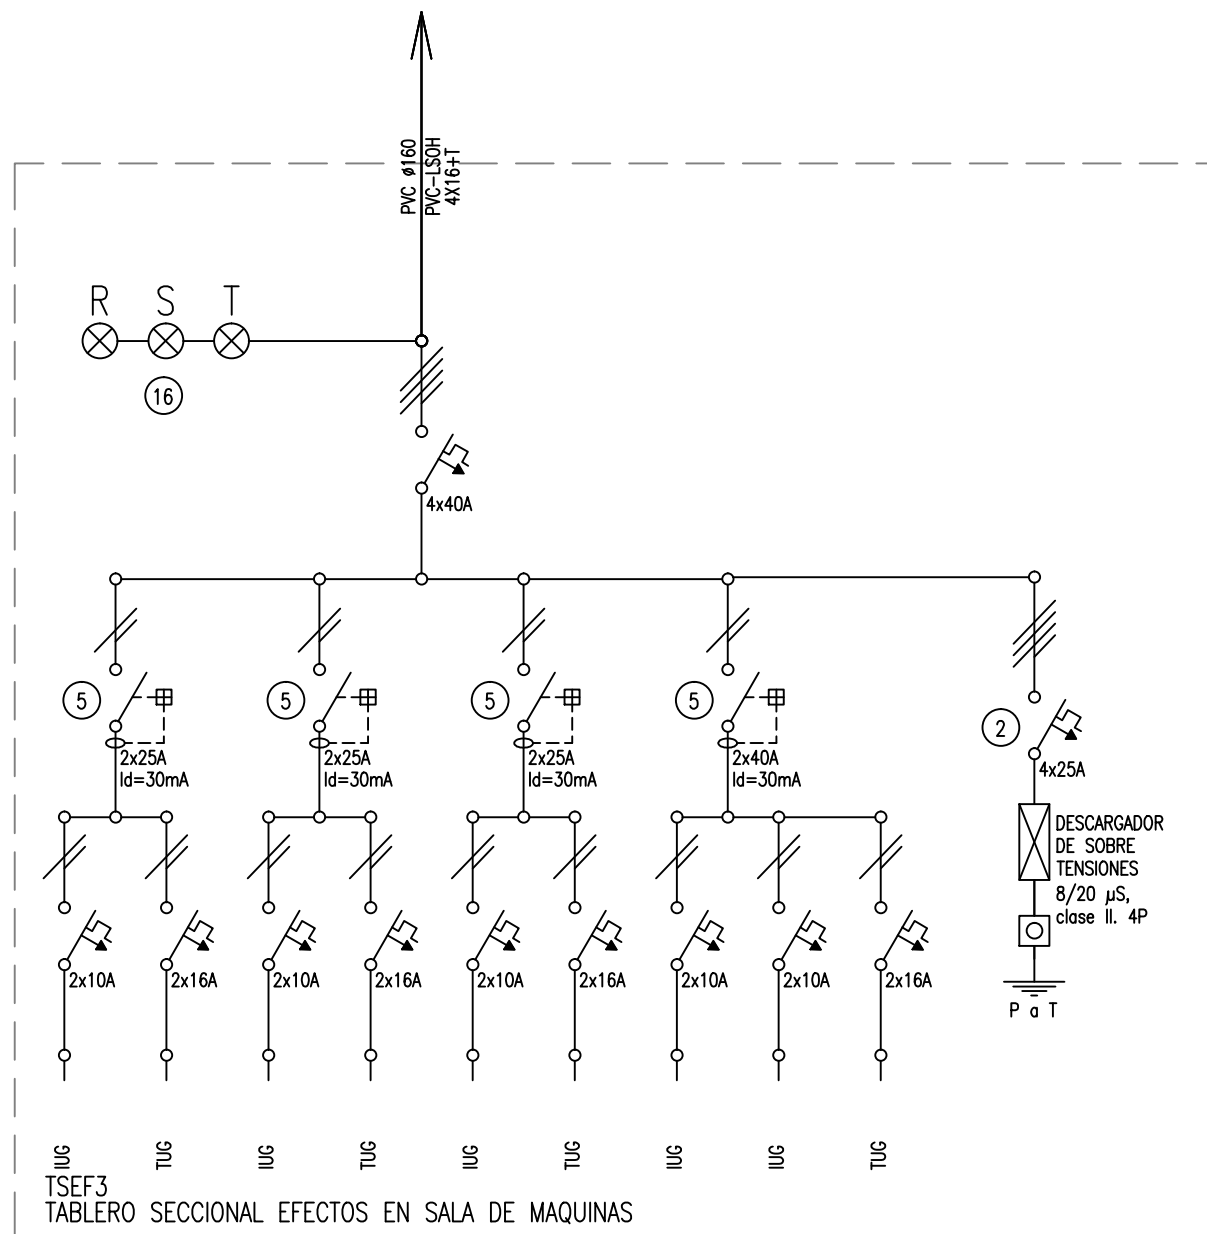 PVC ø160
PVC-LSOH
4X16+T
R S T
16
4x40A
5
5
5
5
2
2x25A
Id=30mA
2x25A
Id=30mA
2x25A
Id=30mA
2x40A
Id=30mA
4x25A
DESCARGADOR
DE SOBRE
TENSIONES
8/20 µS,
clase II. 4P
P a T
2x10A
2x16A
2x10A
2x16A
2x10A
2x16A
2x10A
2x10A
2x16A
IUG
TUG
IUG
TUG
IUG
TUG
IUG
IUG
TUG
TSEF3
TABLERO SECCIONAL EFECTOS EN SALA DE MAQUINAS